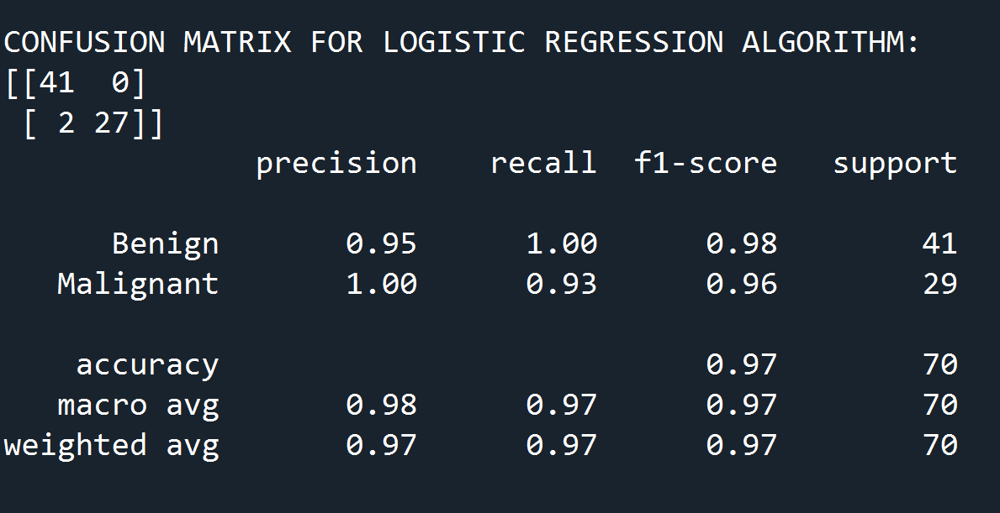 CONFUSION MATRIX FOR LOGISTIC REGRESSION ALGORITHM:
[[41  0]
 [ 2 27]]
              precision    recall  f1-score   support

      Benign       0.95      1.00      0.98        41
   Malignant       1.00      0.93      0.96        29

    accuracy                           0.97        70
   macro avg       0.98      0.97      0.97        70
weighted avg       0.97      0.97      0.97        70